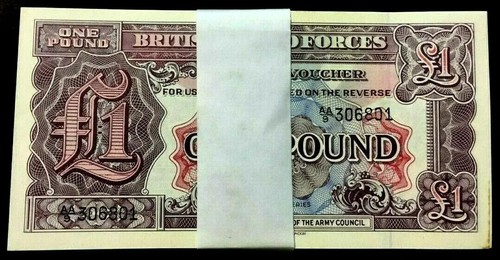 ONE POUND
BRITIS D FORCES
VOUCHER
£1
FOR US ED ON THE REVERSE
AA/3 306801
£1
O POUND
AA/3 306801
RIES
OF THE ARMY COUNCIL
£1